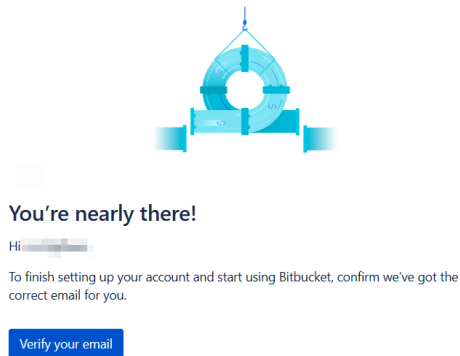 You're nearly there!
Hi
To finish setting up your account and start using Bitbucket, confirm we've got the
correct email for you.
Verify your email